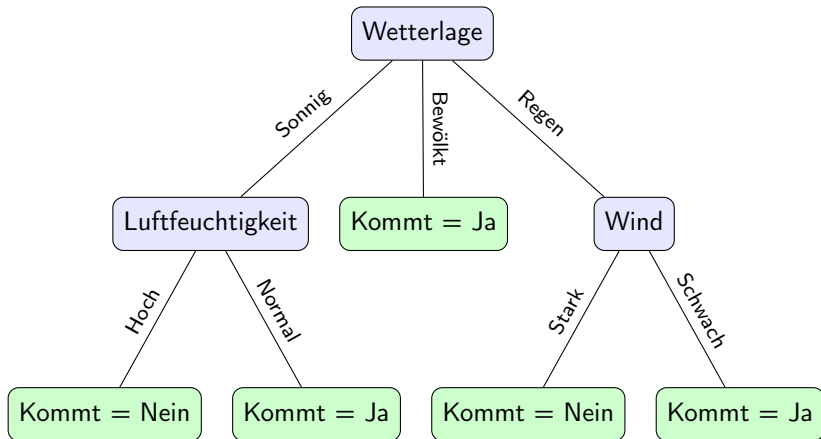 Wetterlage
Sonnig
Bewölkt
Regen
Luftfeuchtigkeit
Kommt = Ja
Wind
Hoch
Normal
Stark
Schwach
Kommt = Nein
Kommt = Ja
Kommt = Nein
Kommt = Ja